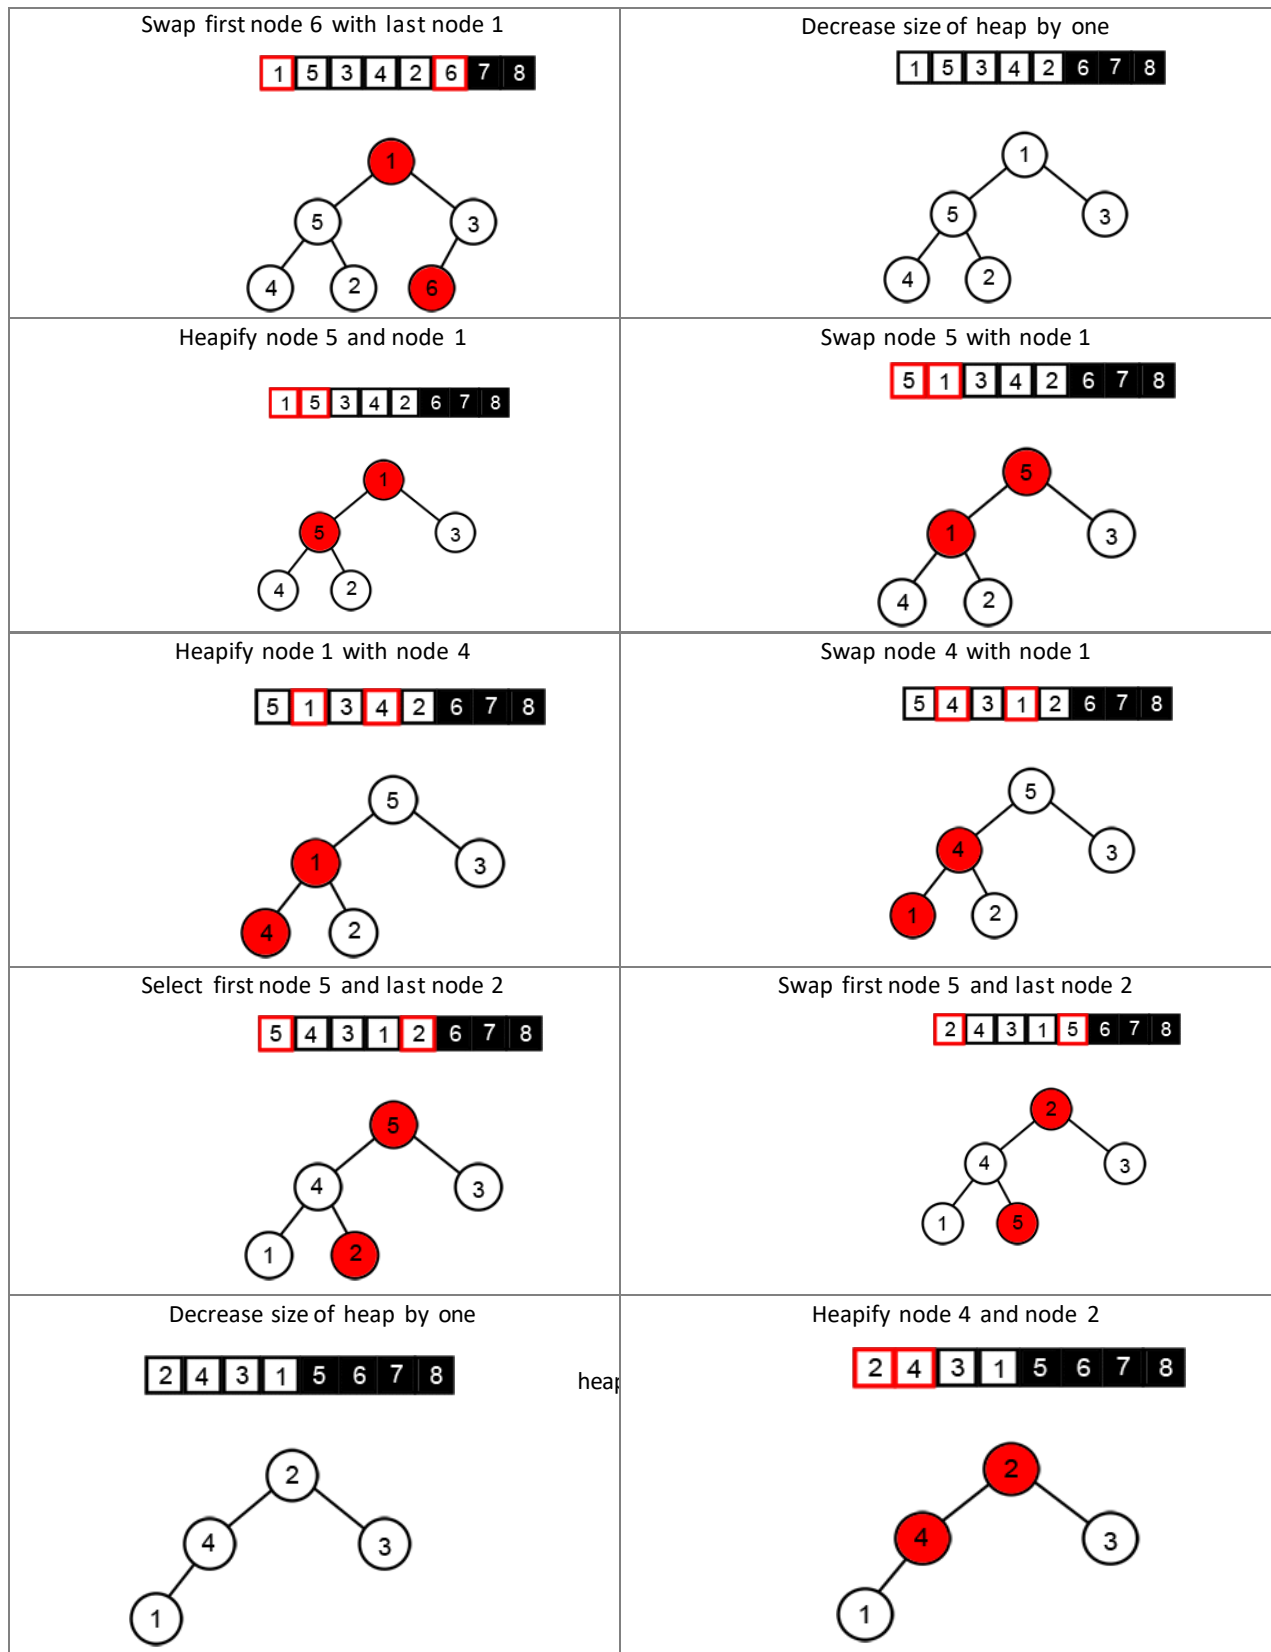 Swap first node 6 with last node 1
1 5 3 4 2 6 7 8
1
5 3
4 2 6
Decrease size of heap by one
1 5 3 4 2 6 7 8
1
5 3
4 2
Heapify node 5 and node 1
1 5 3 4 2 6 7 8
1
5 3
4 2
Swap node 5 with node 1
5 1 3 4 2 6 7 8
5
1 3
4 2
Heapify node 1 with node 4
5 1 3 4 2 6 7 8
5
1 3
4 2
Swap node 4 with node 1
5 4 3 1 2 6 7 8
5
4 3
1 2
Select first node 5 and last node 2
5 4 3 1 2 6 7 8
5
4 3
1 2
Swap first node 5 and last node 2
2 4 3 1 5 6 7 8
2
4 3
1 5
Decrease size of heap by one
2 4 3 1 5 6 7 8
heap
2
4 3
1
Heapify node 4 and node 2
2 4 3 1 5 6 7 8
2
4 3
1